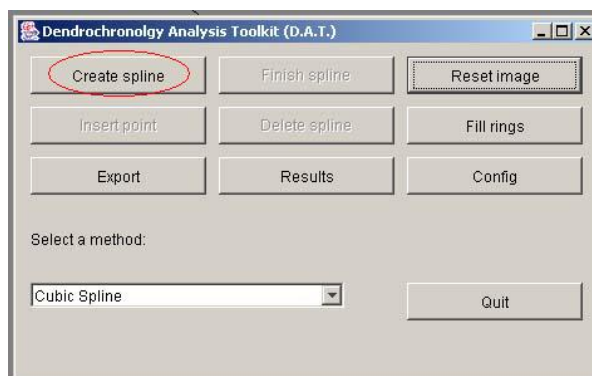 Dendrochronolgy Analysis Toolkit (D.A.T.)
Create spline Finish spline Reset image
Insert point Delete spline Fill rings
Export Results Config
Select a method:
Cubic Spline Quit